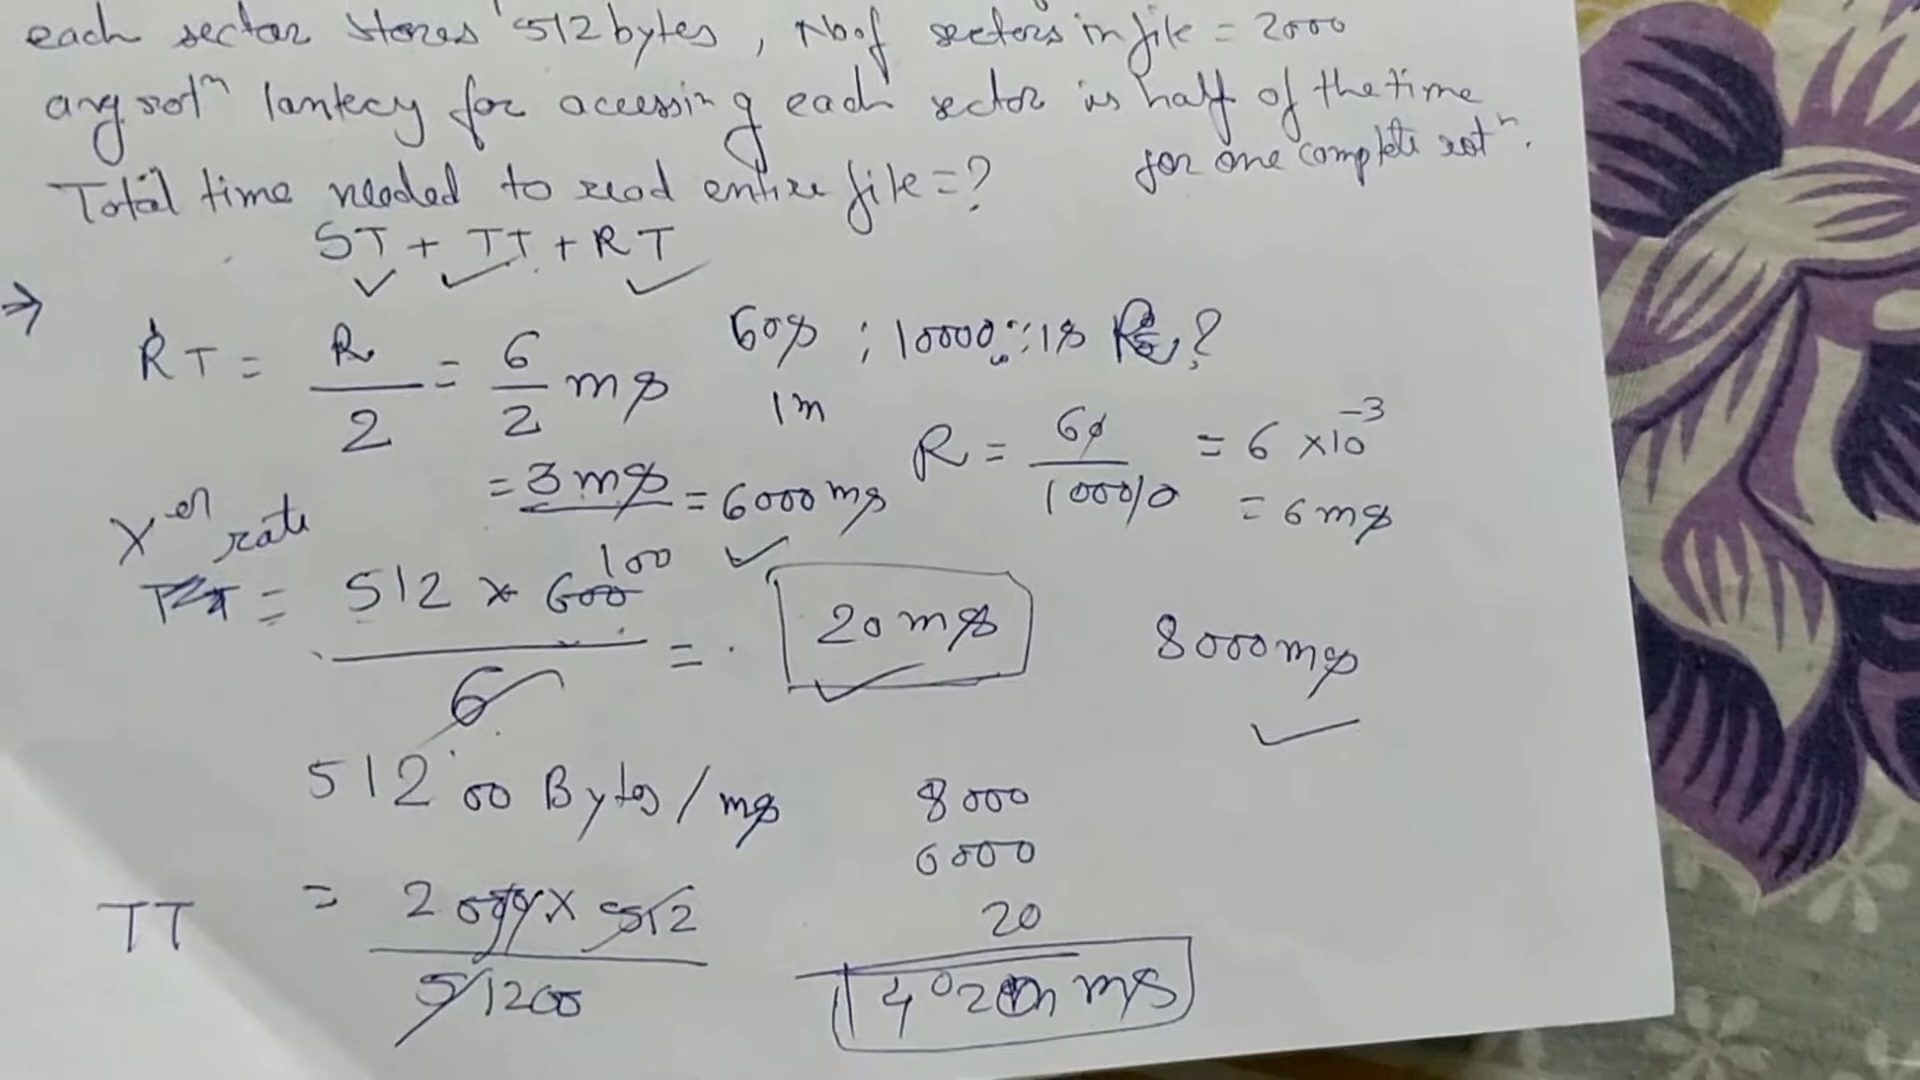 each sector stores 512 bytes, No of sectors in file = 2000
avg rotⁿ lantecy for acessing each sector is half of the time
for one complete rotⁿ.
Total time needed to read entire file = ?
ST + TT + RT
⇒
RT = R/2 = 6/2 ms
60s : 10000 :: 1s R ?
1m
= 3 ms = 6000 ms
R = 60/10000 = 6 × 10⁻³
= 6 ms
Xer rate
= 512 × 600/6 =
100
20 ms
8000 ms
51200 Bytes/ms
TT = 2000 × 512/51200
8000
6000
20
14020 ms